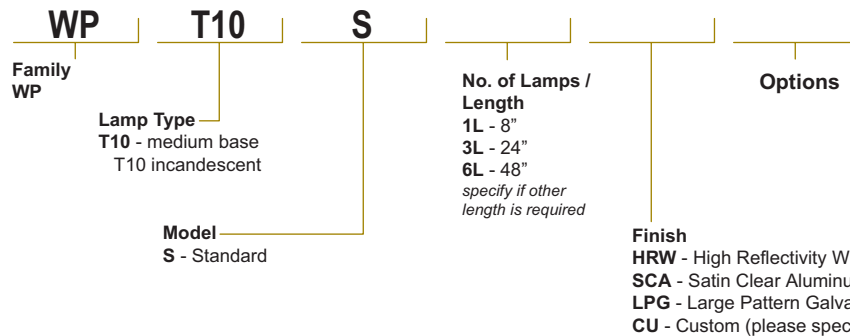 WP T10 S
Family
WP
Lamp Type
T10 - medium base
T10 incandescent
Model
S - Standard
No. of Lamps /
Length
1L - 8”
3L - 24”
6L - 48”
specify if other
length is required
Options
Finish
HRW - High Reflectivity
SCA - Satin Clear
LPG - Large Pattern
CU - Custom (please